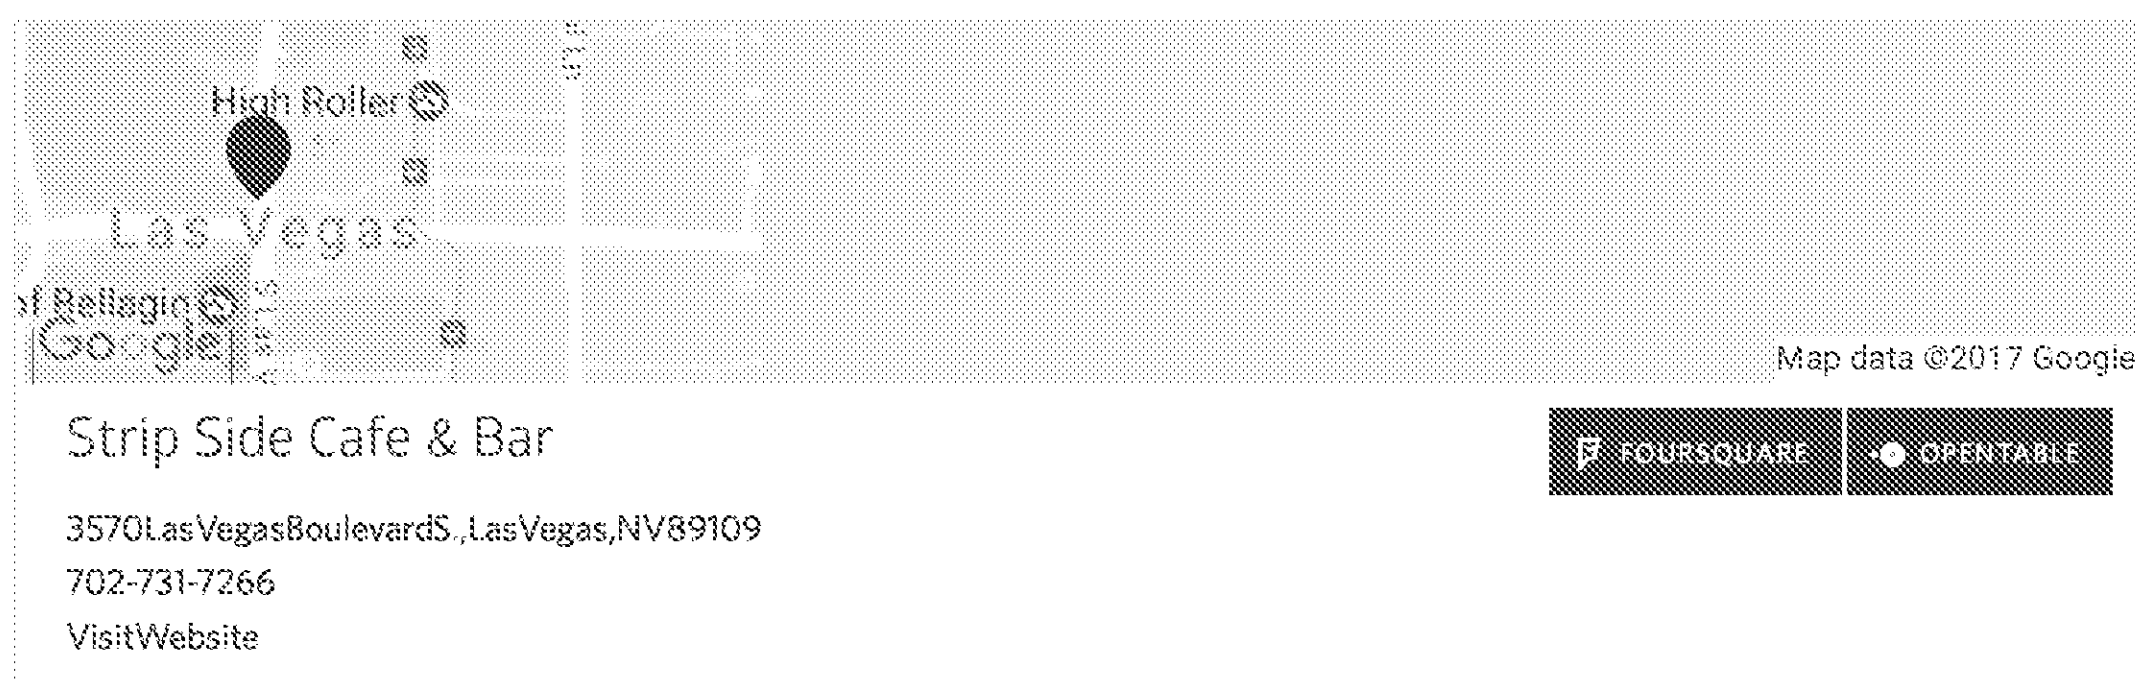 High Roller
Las Vegas
of Bellagio
Google
Map data ©2017 Google
Strip Side Cafe & Bar
FOURSQUARE
OPENTABLE
3570LasVegasBoulevardS.,LasVegas,NV89109
702-731-7266
VisitWebsite